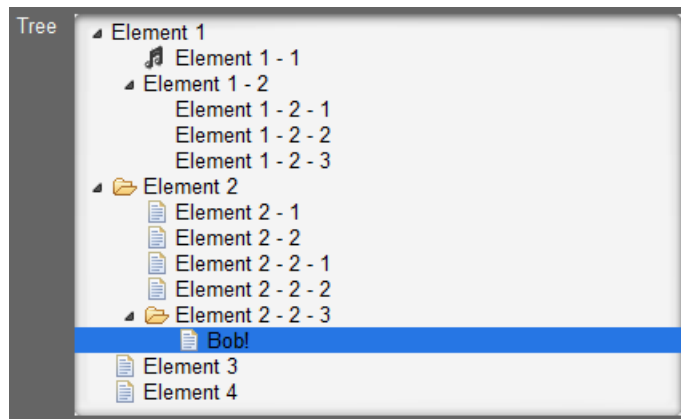 Tree
Element 1
Element 1 - 1
Element 1 - 2
Element 1 - 2 - 1
Element 1 - 2 - 2
Element 1 - 2 - 3
Element 2
Element 2 - 1
Element 2 - 2
Element 2 - 2 - 1
Element 2 - 2 - 2
Element 2 - 2 - 3
Bob!
Element 3
Element 4